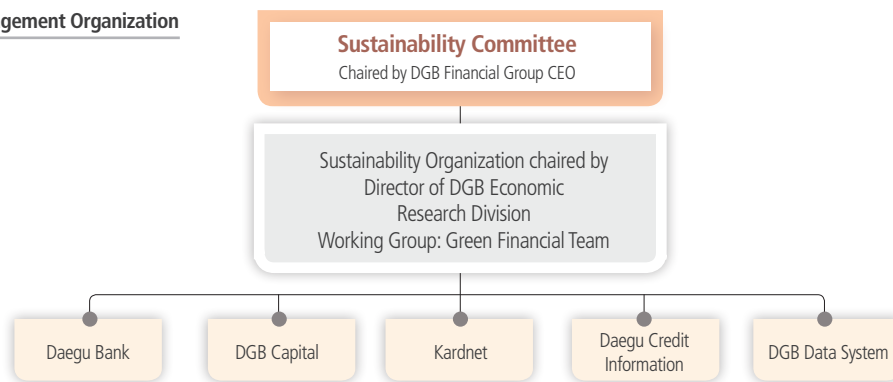 gement Organization
Sustainability Committee
Chaired by DGB Financial Group CEO
Sustainability Organization chaired by
Director of DGB Economic
Research Division
Working Group: Green Financial Team
Daegu Bank
DGB Capital
Kardnet
Daegu Credit
Information
DGB Data System